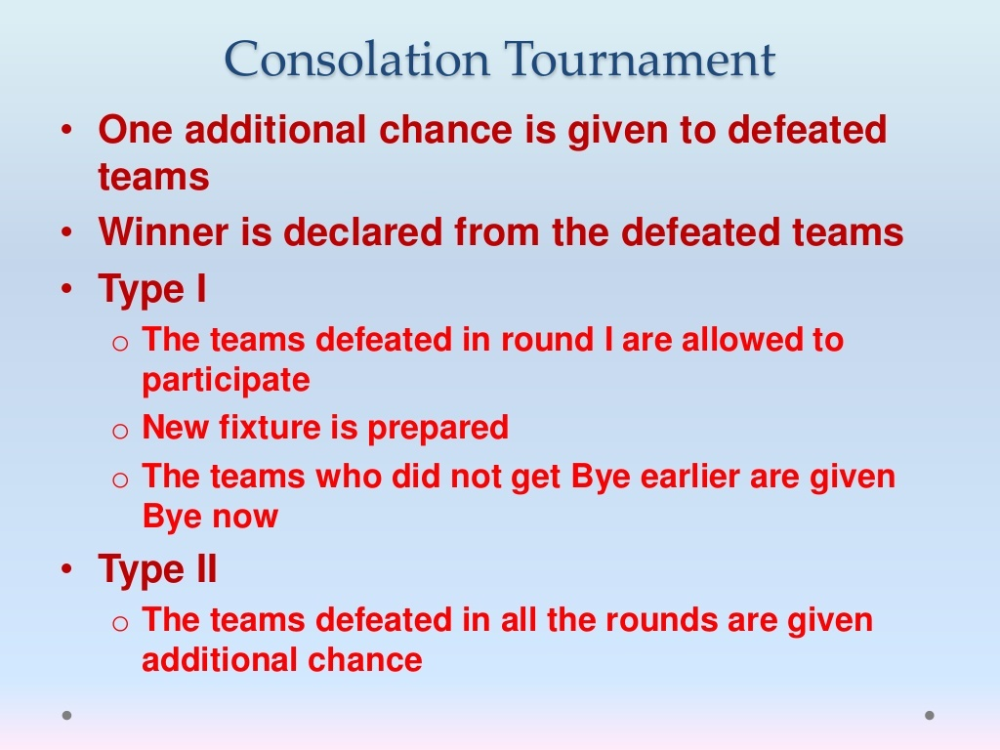 Consolation Tournament
• One additional chance is given to defeated
teams
• Winner is declared from the defeated teams
• Type I
o The teams defeated in round I are allowed to
participate
o New fixture is prepared
o The teams who did not get Bye earlier are given
Bye now
• Type II
o The teams defeated in all the rounds are given
additional chance